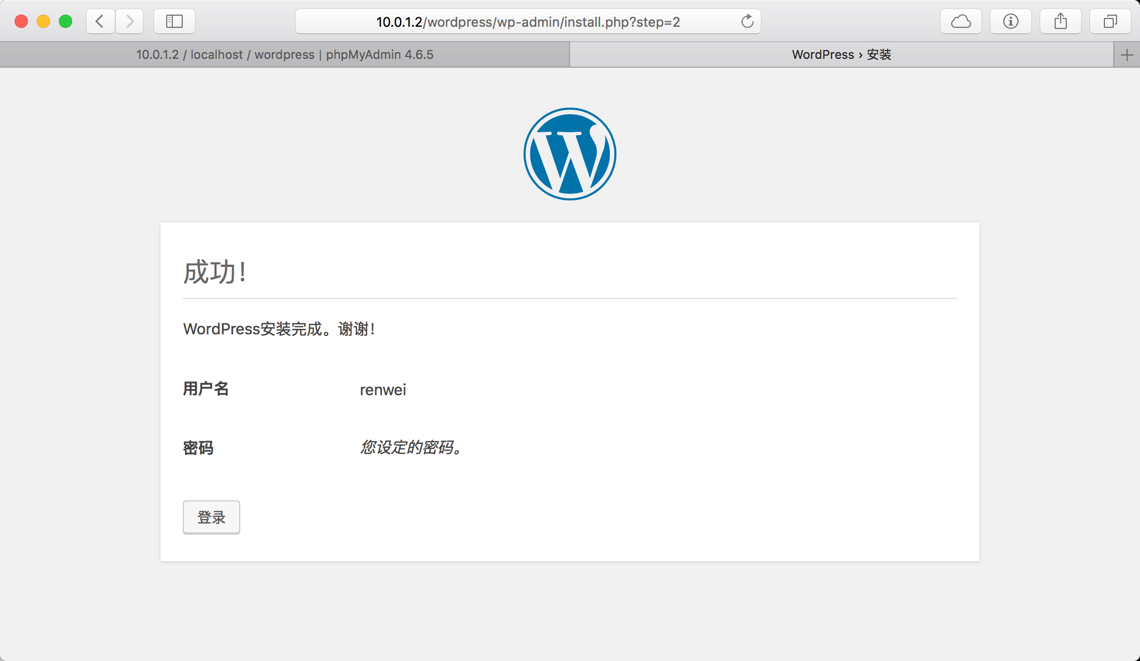 10.0.1.2/wordpress/wp-admin/install.php?step=2
10.0.1.2 / localhost / wordpress | phpMyAdmin 4.6.5
WordPress › 安装
成功！
WordPress安装完成。谢谢！
用户名 renwei
密码 您设定的密码。
登录